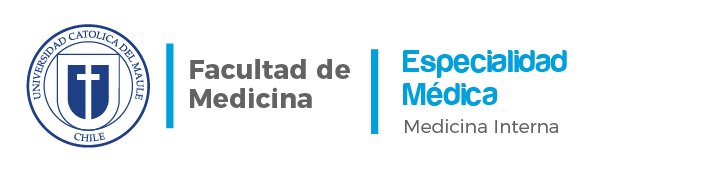 UNIVERSIDAD CATOLICA DEL MAULE
CHILE
Facultad de
Medicina
Especialidad
Médica
Medicina Interna